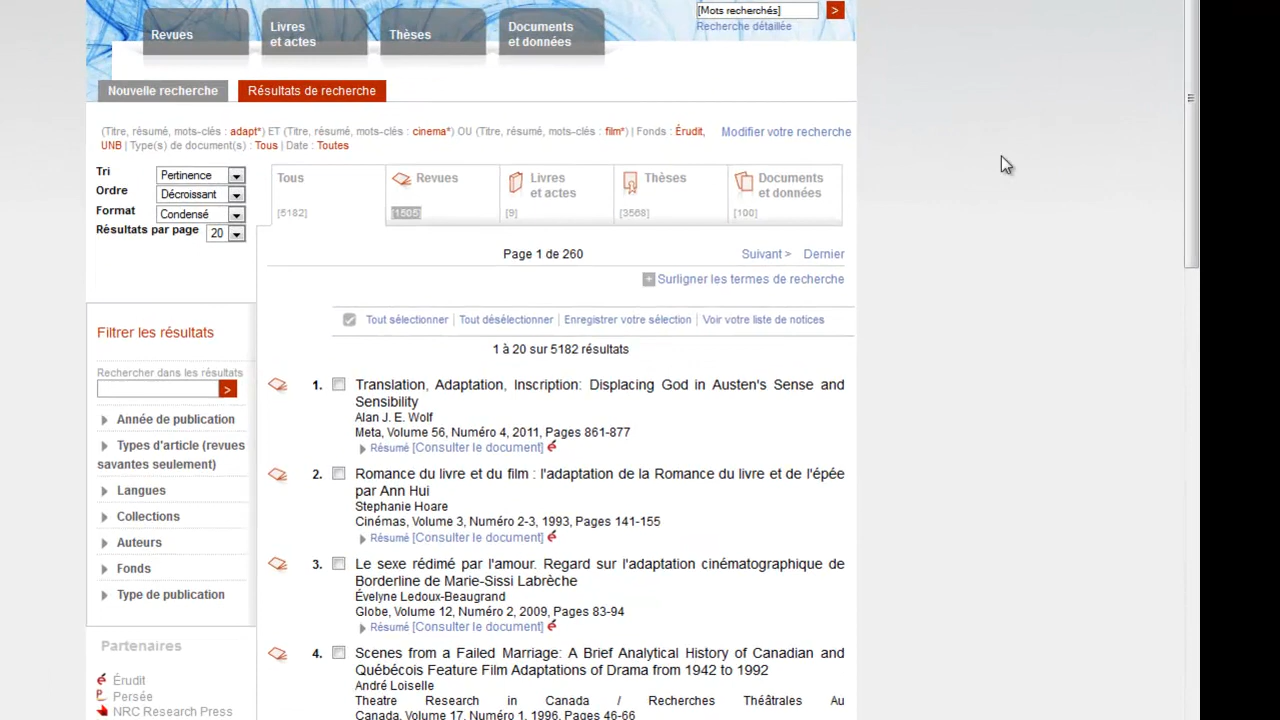 [Mots recherchés] >
Recherche détaillée
Revues
Livres
et actes
Thèses
Documents
et données
Nouvelle recherche
Résultats de recherche
(Titre, résumé, mots-clés : adapt*) ET (Titre, résumé, mots-clés : cinema*) OU (Titre, résumé, mots-clés : film*) | Fonds : Érudit,
UNB | Type(s) de document(s) : Tous | Date : Toutes
Modifier votre recherche
Tri Pertinence
Ordre Décroissant
Format Condensé
Résultats par page 20
Tous
[5182]
Revues
[1505]
Livres
et actes
[9]
Thèses
[3568]
Documents
et données
[100]
Page 1 de 260
Suivant > Dernier
+ Surligner les termes de recherche
Tout sélectionner | Tout désélectionner | Enregistrer votre sélection | Voir votre liste de notices
1 à 20 sur 5182 résultats
Filtrer les résultats
Rechercher dans les résultats
>
Année de publication
Types d'article (revues
savantes seulement)
Langues
Collections
Auteurs
Fonds
Type de publication
Partenaires
Érudit
Persée
NRC Research Press
1. Translation, Adaptation, Inscription: Displacing God in Austen's Sense and
Sensibility
Alan J. E. Wolf
Meta, Volume 56, Numéro 4, 2011, Pages 861-877
Résumé [Consulter le document] é
2. Romance du livre et du film : l'adaptation de la Romance du livre et de l'épée
par Ann Hui
Stephanie Hoare
Cinémas, Volume 3, Numéro 2-3, 1993, Pages 141-155
Résumé [Consulter le document] é
3. Le sexe rédimé par l'amour. Regard sur l'adaptation cinématographique de
Borderline de Marie-Sissi Labrèche
Évelyne Ledoux-Beaugrand
Globe, Volume 12, Numéro 2, 2009, Pages 83-94
Résumé [Consulter le document] é
4. Scenes from a Failed Marriage: A Brief Analytical History of Canadian and
Québécois Feature Film Adaptations of Drama from 1942 to 1992
André Loiselle
Theatre Research in Canada / Recherches Théâtrales Au
Canada, Volume 17, Numéro 1, 1996, Pages 46-66